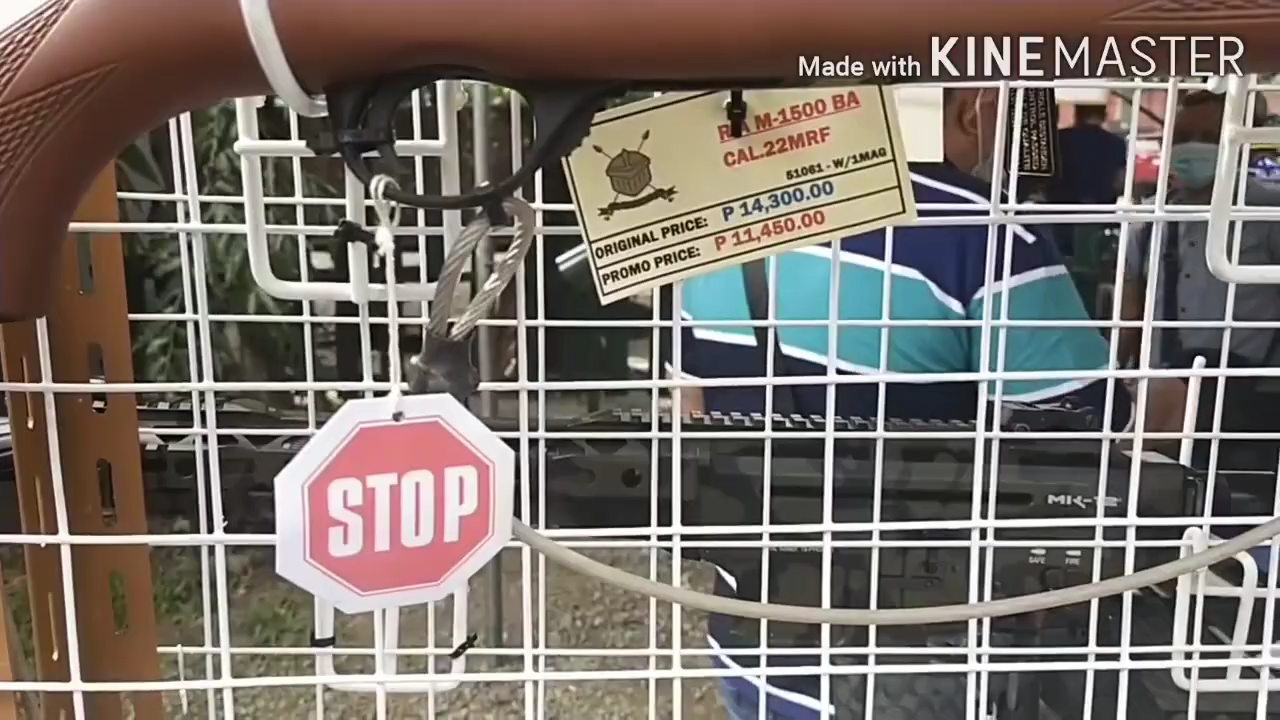 Made with KINEMASTER
M-1500 BA
CAL.22MRF
51061 - W/1MAG
ORIGINAL PRICE: P 14,300.00
PROMO PRICE: P 11,450.00
STOP
MK-12
SAFE FIRE